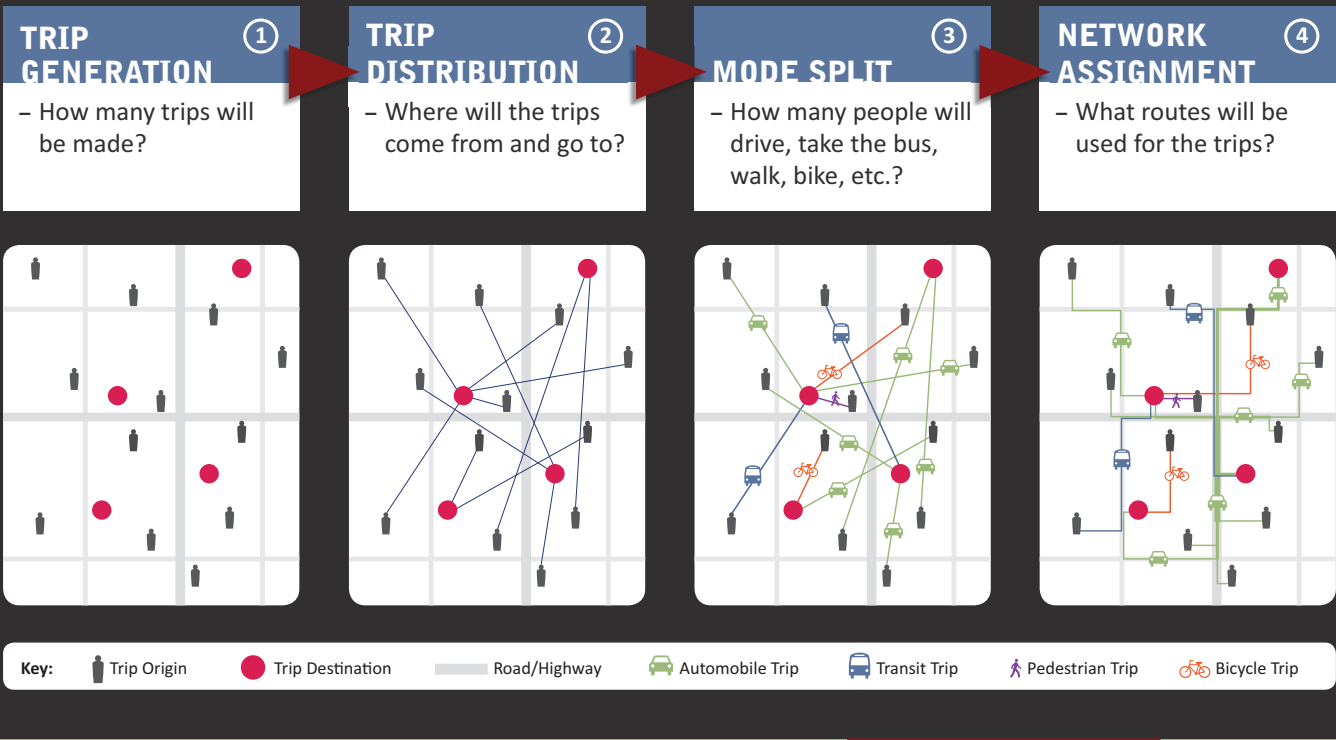 TRIP
GENERATION
1
– How many trips will
be made?
TRIP
DISTRIBUTION
2
– Where will the trips
come from and go to?
MODE SPLIT
3
– How many people will
drive, take the bus,
walk, bike, etc.?
NETWORK
ASSIGNMENT
4
– What routes will be
used for the trips?
Key:
Trip Origin
Trip Destination
Road/Highway
Automobile Trip
Transit Trip
Pedestrian Trip
Bicycle Trip